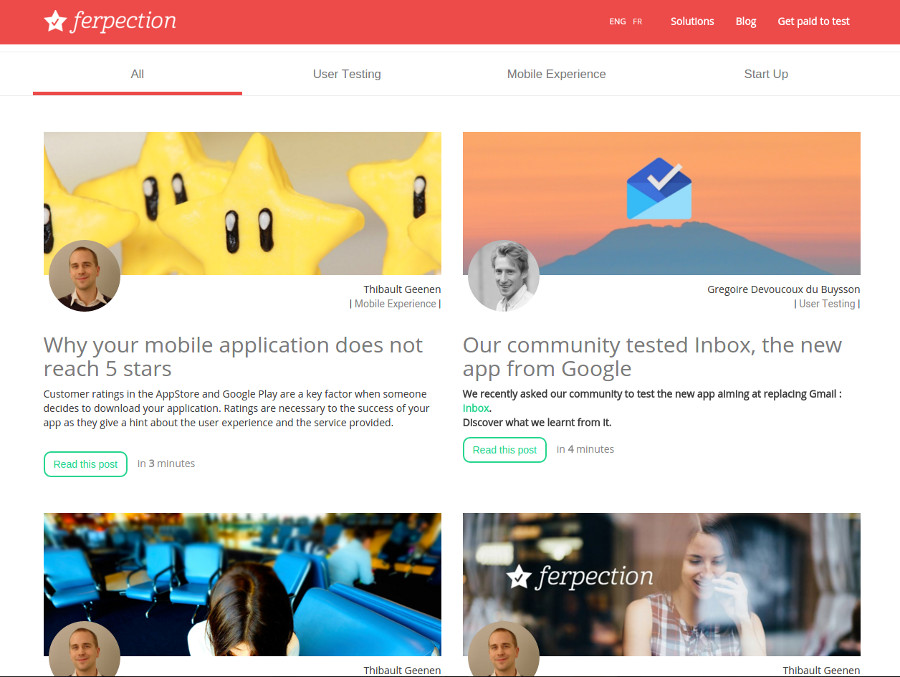 ferpection
ENG FR Solutions Blog Get paid to test
All User Testing Mobile Experience Start Up
Thibault Geenen
| Mobile Experience |
Why your mobile application does not
reach 5 stars
Customer ratings in the AppStore and Google Play are a key factor when someone
decides to download your application. Ratings are necessary to the success of your
app as they give a hint about the user experience and the service provided.
Read this post in 3 minutes
Gregoire Devoucoux du Buysson
| User Testing |
Our community tested Inbox, the new
app from Google
We recently asked our community to test the new app aiming at replacing Gmail :
Inbox.
Discover what we learnt from it.
Read this post in 4 minutes
Thibault Geenen
ferpection
Thibault Geenen